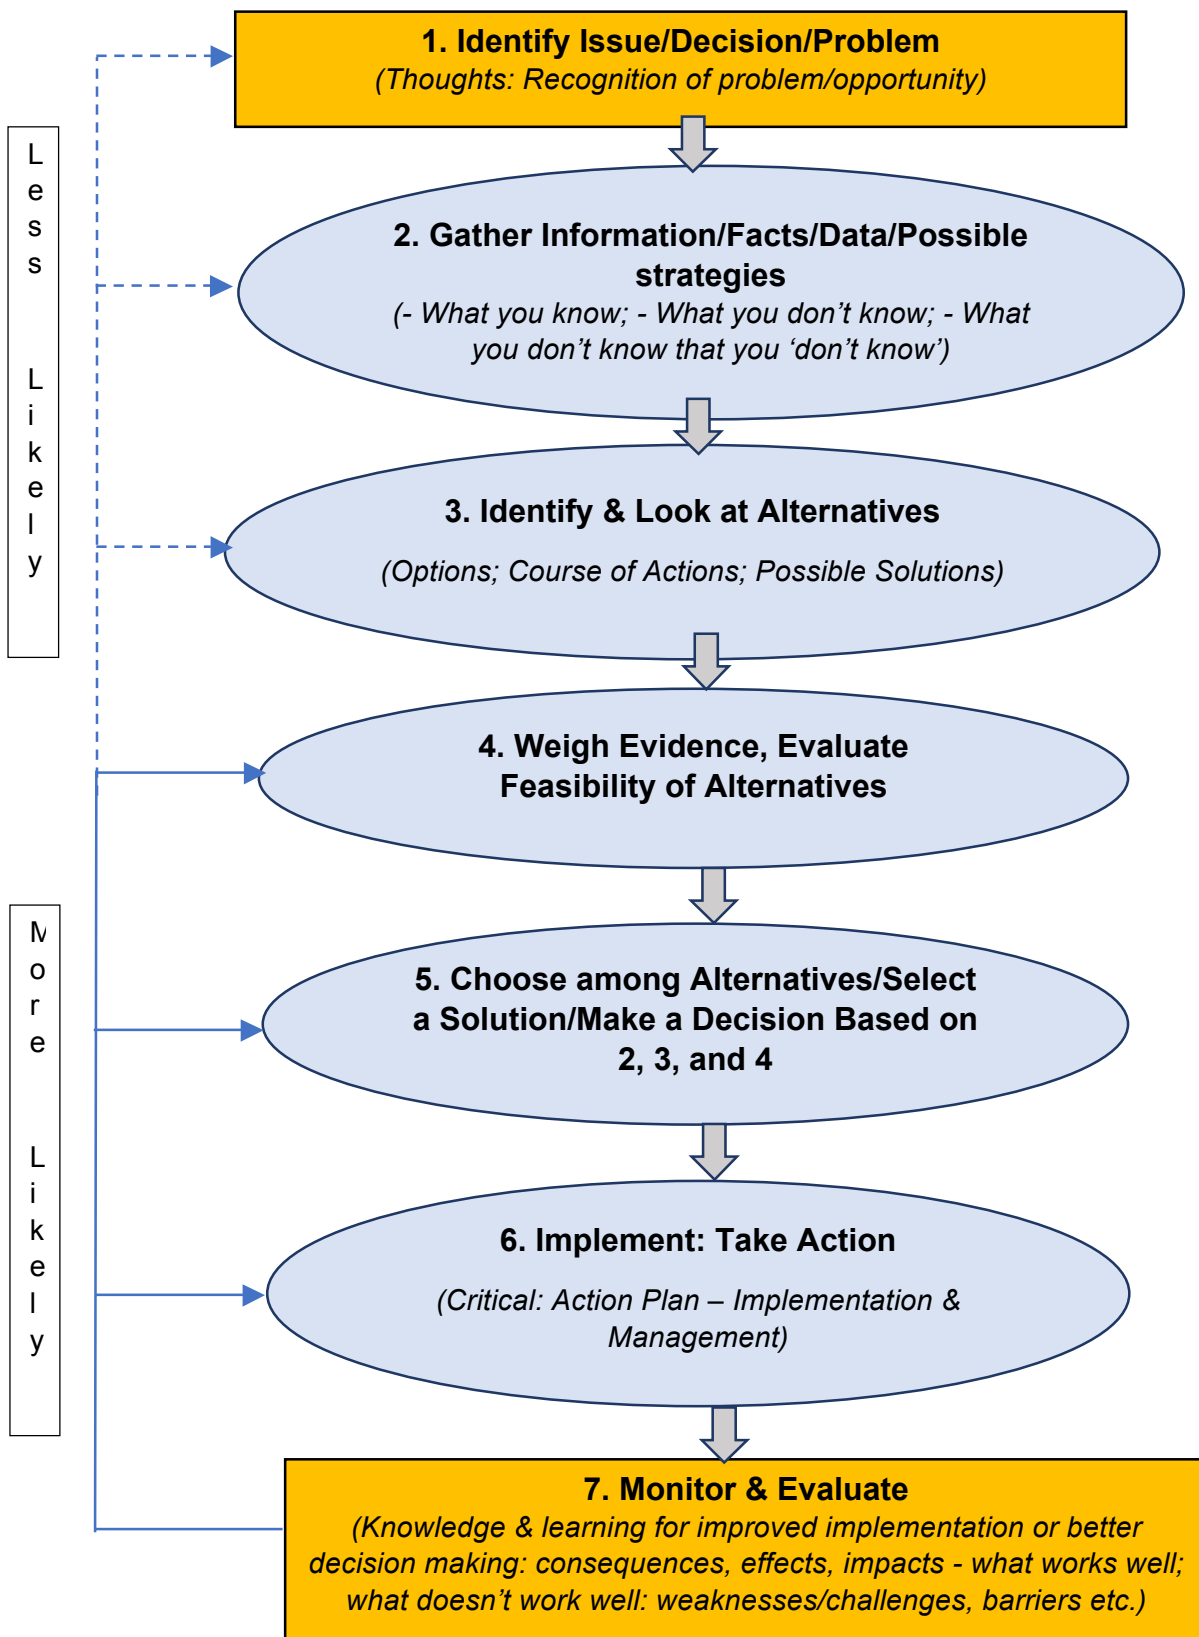 1. Identify Issue/Decision/Problem
(Thoughts: Recognition of problem/opportunity)
Less Likely
2. Gather Information/Facts/Data/Possible
strategies
(- What you know; - What you don’t know; - What
you don’t know that you ‘don’t know’)
3. Identify & Look at Alternatives
(Options; Course of Actions; Possible Solutions)
4. Weigh Evidence, Evaluate
Feasibility of Alternatives
More Likely
5. Choose among Alternatives/Select
a Solution/Make a Decision Based on
2, 3, and 4
6. Implement: Take Action
(Critical: Action Plan – Implementation &
Management)
7. Monitor & Evaluate
(Knowledge & learning for improved implementation or better
decision making: consequences, effects, impacts - what works well;
what doesn’t work well: weaknesses/challenges, barriers etc.)